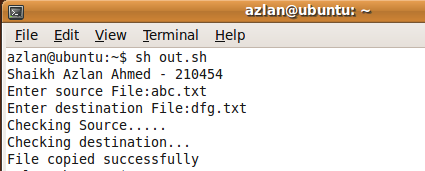 azlan@ubuntu: ~
File Edit View Terminal Help
azlan@ubuntu:~$ sh out.sh
Shaikh Azlan Ahmed - 210454
Enter source File:abc.txt
Enter destination File:dfg.txt
Checking Source.....
Checking destination...
File copied successfully